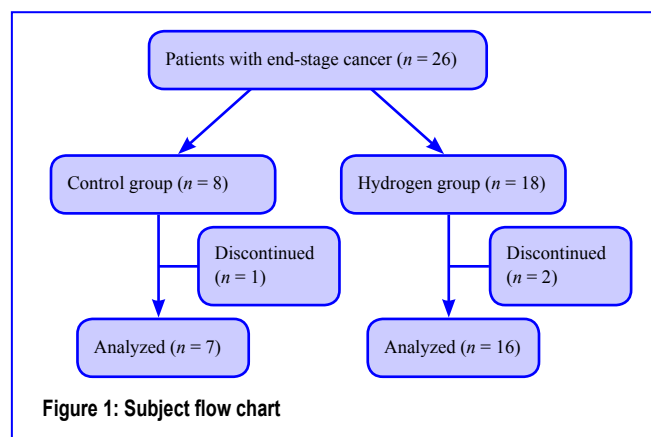 Patients with end-stage cancer (n = 26)
Control group (n = 8)
Hydrogen group (n = 18)
Discontinued
(n = 1)
Discontinued
(n = 2)
Analyzed (n = 7)
Analyzed (n = 16)
Figure 1: Subject flow chart